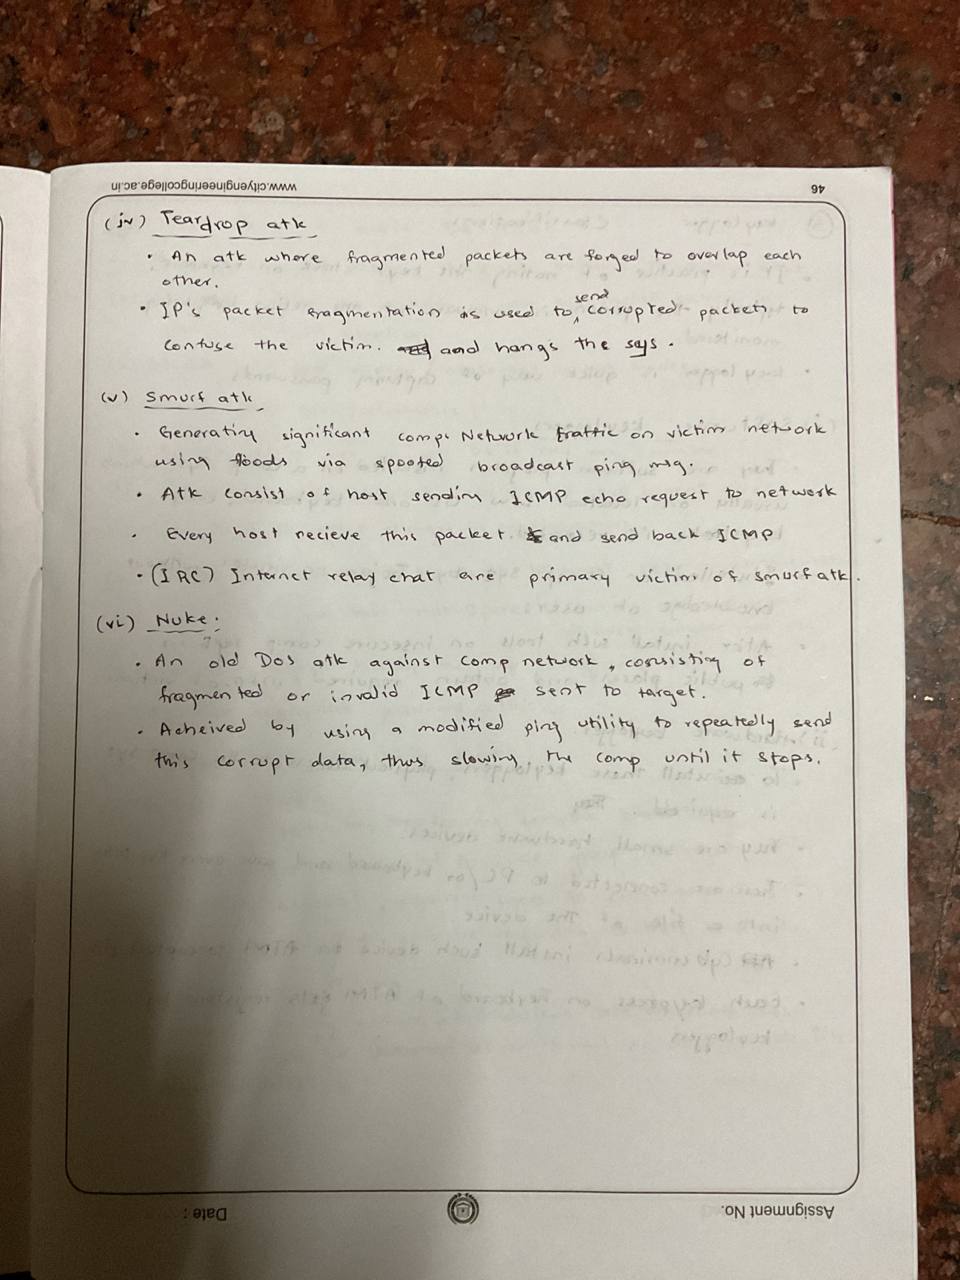 www.cityengineeringcollege.ac.in
46
(iv) Teardrop atk
• An atk where fragmented packets are forged to overlap each
other.
• IP's packet fragmentation is used to send corrupted packets to
confuse the victim. and hangs the sys.
(v) Smurf atk
• Generating significant comp. Network traffic on victim network
using floods via spoofed broadcast ping msg.
• Atk consist of host sending ICMP echo request to network
• Every host recieve this packet and send back ICMP
• (IRC) Internet relay chat are primary victim of smurf atk.
(vi) Nuke:
• An old Dos atk against comp network, consisting of
fragmented or invalid ICMP sent to target.
• Acheived by using a modified ping utility to repeatedly send
this corrupt data, thus slowing the comp until it stops.
Assignment No.
Date :